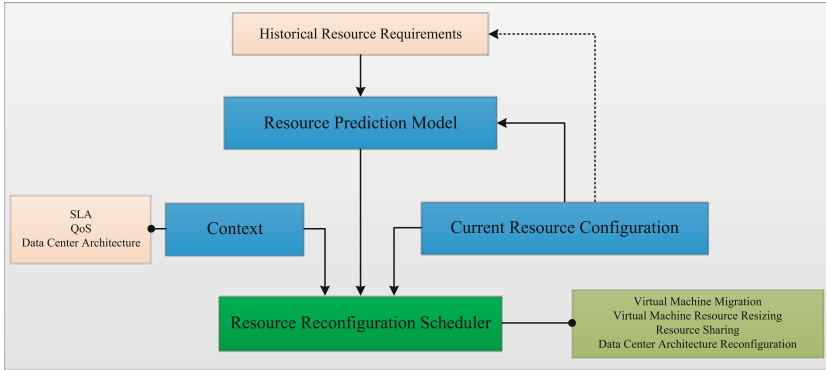 Historical Resource Requirements
Resource Prediction Model
SLA
QoS
Data Center Architecture
Context
Current Resource Configuration
Resource Reconfiguration Scheduler
Virtual Machine Migration
Virtual Machine Resource Resizing
Resource Sharing
Data Center Architecture Reconfiguration